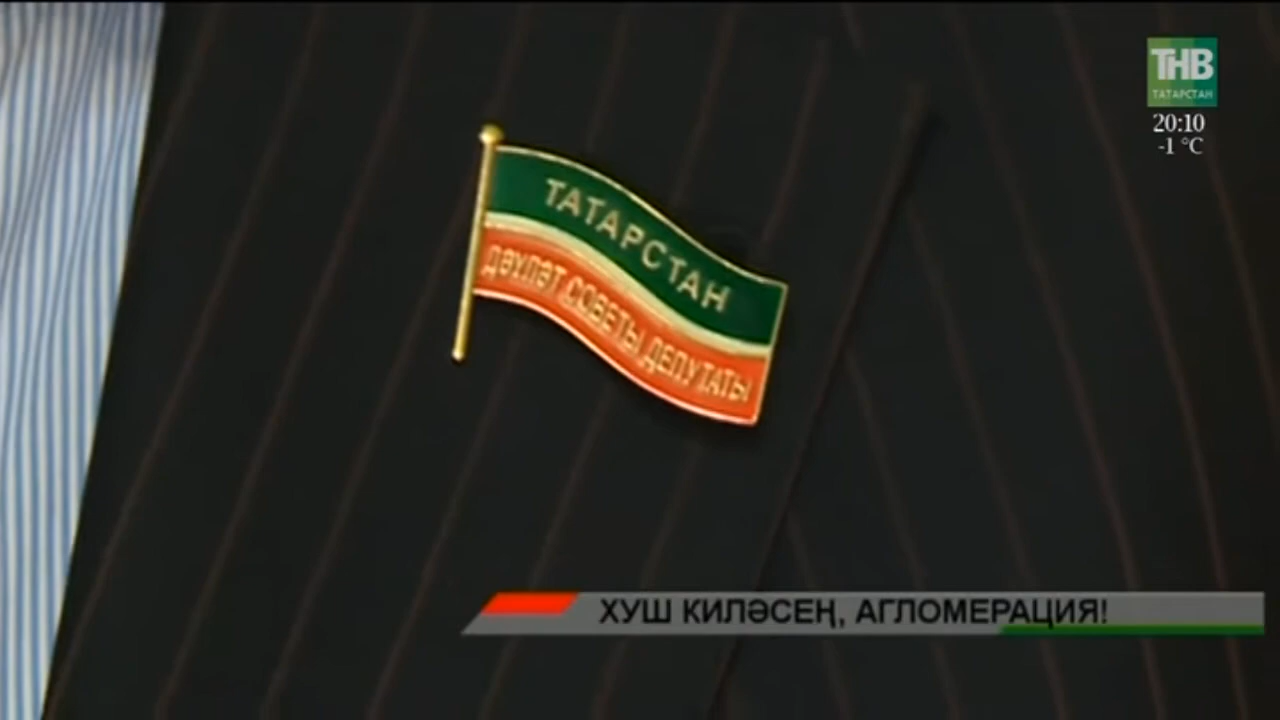 ТНВ
ТАТАРСТАН
20:10
-1 °C
ТАТАРСТАН
ДӘҮЛӘТ СОВЕТЫ ДЕПУТАТЫ
ХУШ КИЛӘСЕҢ, АГЛОМЕРАЦИЯ!